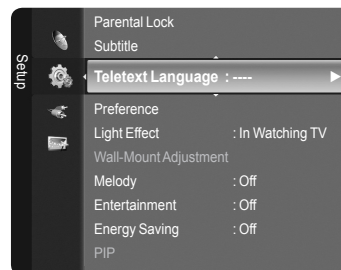 Setup
Parental Lock
Subtitle
Teletext Language : ----
Preference
Light Effect : In Watching TV
Wall-Mount Adjustment
Melody : Off
Entertainment : Off
Energy Saving : Off
PIP